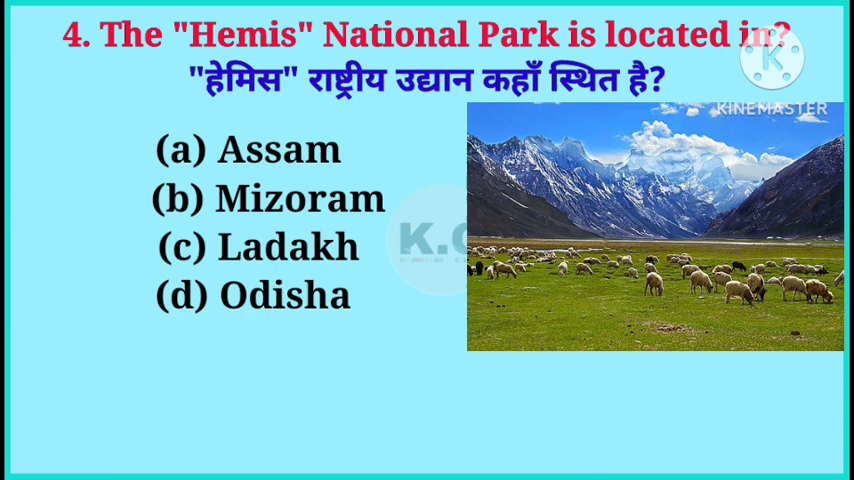 4. The "Hemis" National Park is located in?
"हेमिस" राष्ट्रीय उद्यान कहाँ स्थित है?
KINEMASTER
(a) Assam
(b) Mizoram
(c) Ladakh
(d) Odisha